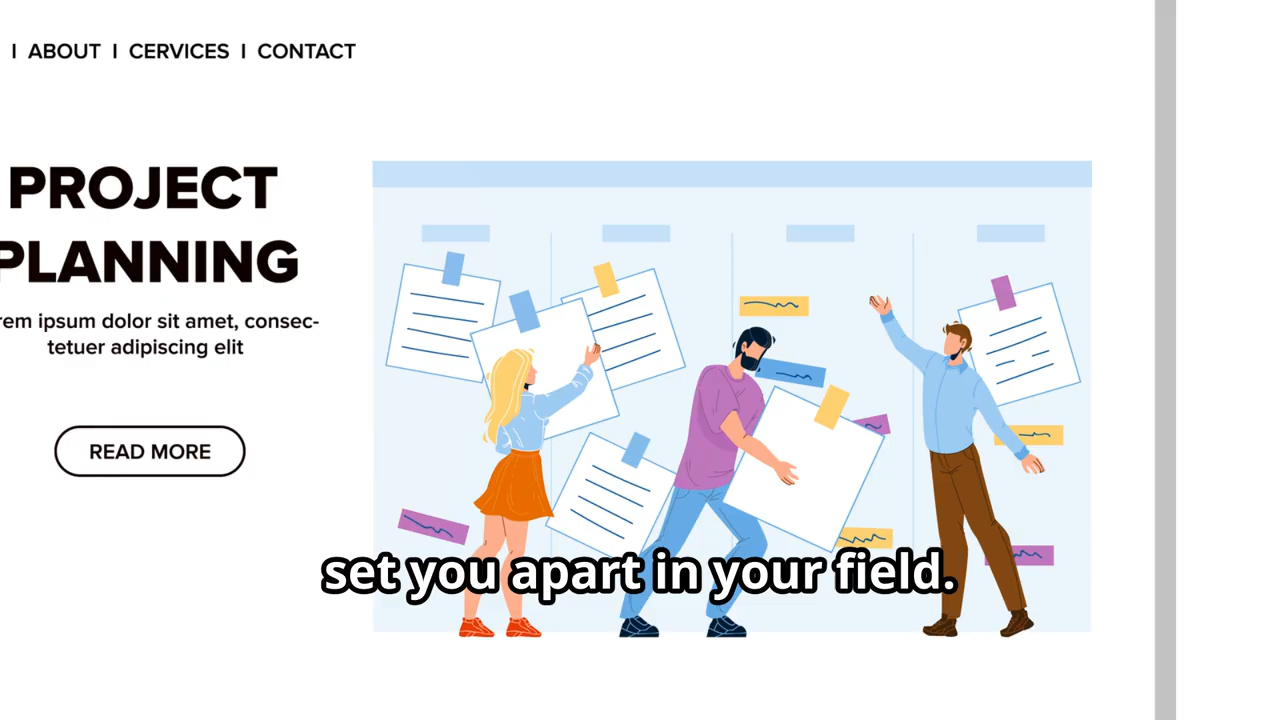 I ABOUT I CERVICES I CONTACT
PROJECT
PLANNING
rem ipsum dolor sit amet, consec-
tetuer adipiscing elit
READ MORE
set you apart in your field.